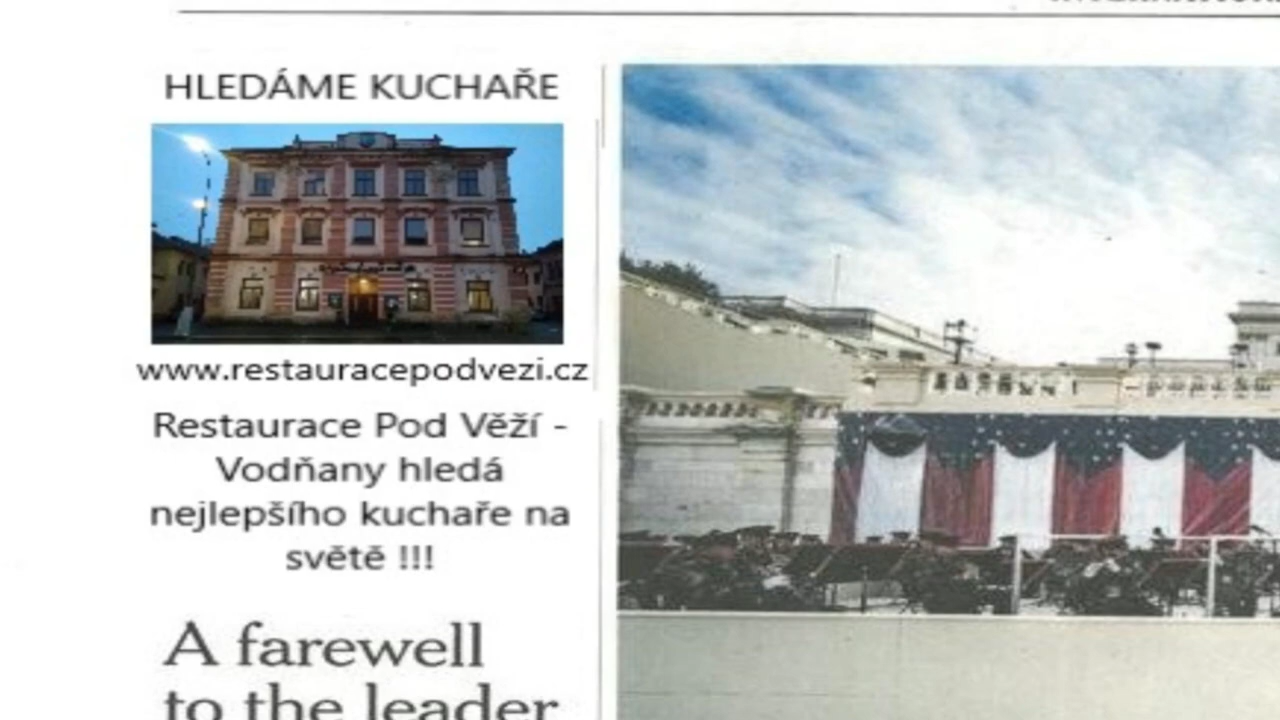 HLEDÁME KUCHAŘE
www.restauracepodvezi.cz
Restaurace Pod Věží -
Vodňany hledá
nejlepšího kuchaře na
světě !!!
A farewell
to the leader